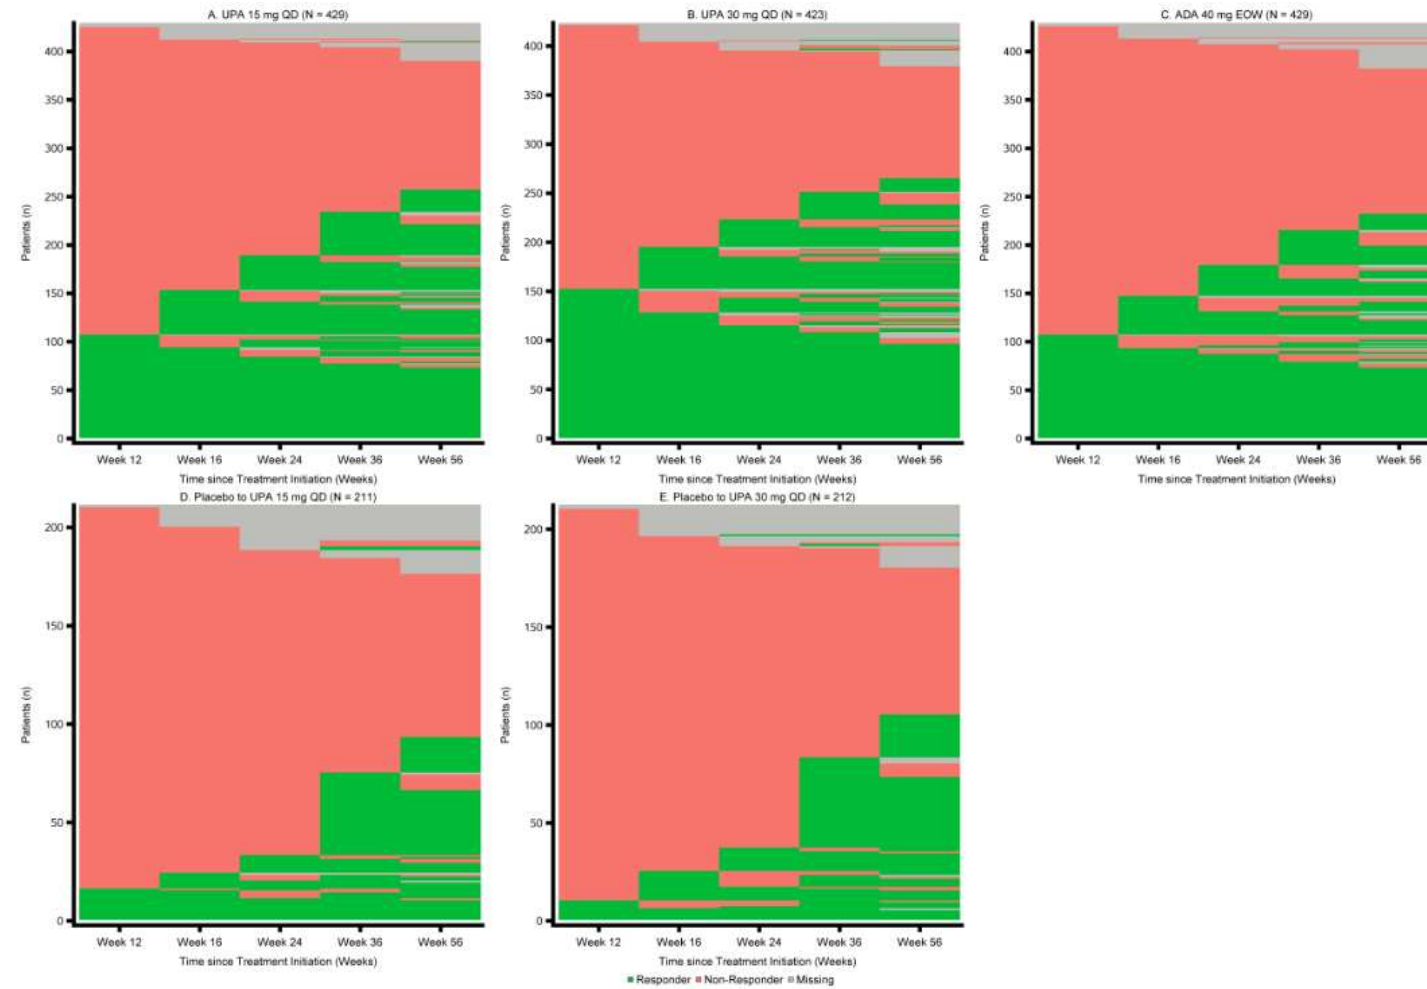 A. UPA 15 mg QD (N = 429)
B. UPA 30 mg QD (N = 423)
C. ADA 40 mg EOW (N = 429)
Patients (n)
400
350
300
250
200
150
100
50
0
Week 12 Week 16 Week 24 Week 36 Week 56
Time since Treatment Initiation (Weeks)
Patients (n)
400
350
300
250
200
150
100
50
0
Week 12 Week 16 Week 24 Week 36 Week 56
Time since Treatment Initiation (Weeks)
Patients (n)
400
350
300
250
200
150
100
50
0
Week 12 Week 16 Week 24 Week 36 Week 56
Time since Treatment Initiation (Weeks)
D. Placebo to UPA 15 mg QD (N = 211)
E. Placebo to UPA 30 mg QD (N = 212)
Patients (n)
200
150
100
50
0
Week 12 Week 16 Week 24 Week 36 Week 56
Time since Treatment Initiation (Weeks)
Patients (n)
200
150
100
50
0
Week 12 Week 16 Week 24 Week 36 Week 56
Time since Treatment Initiation (Weeks)
Responder Non-Responder Missing